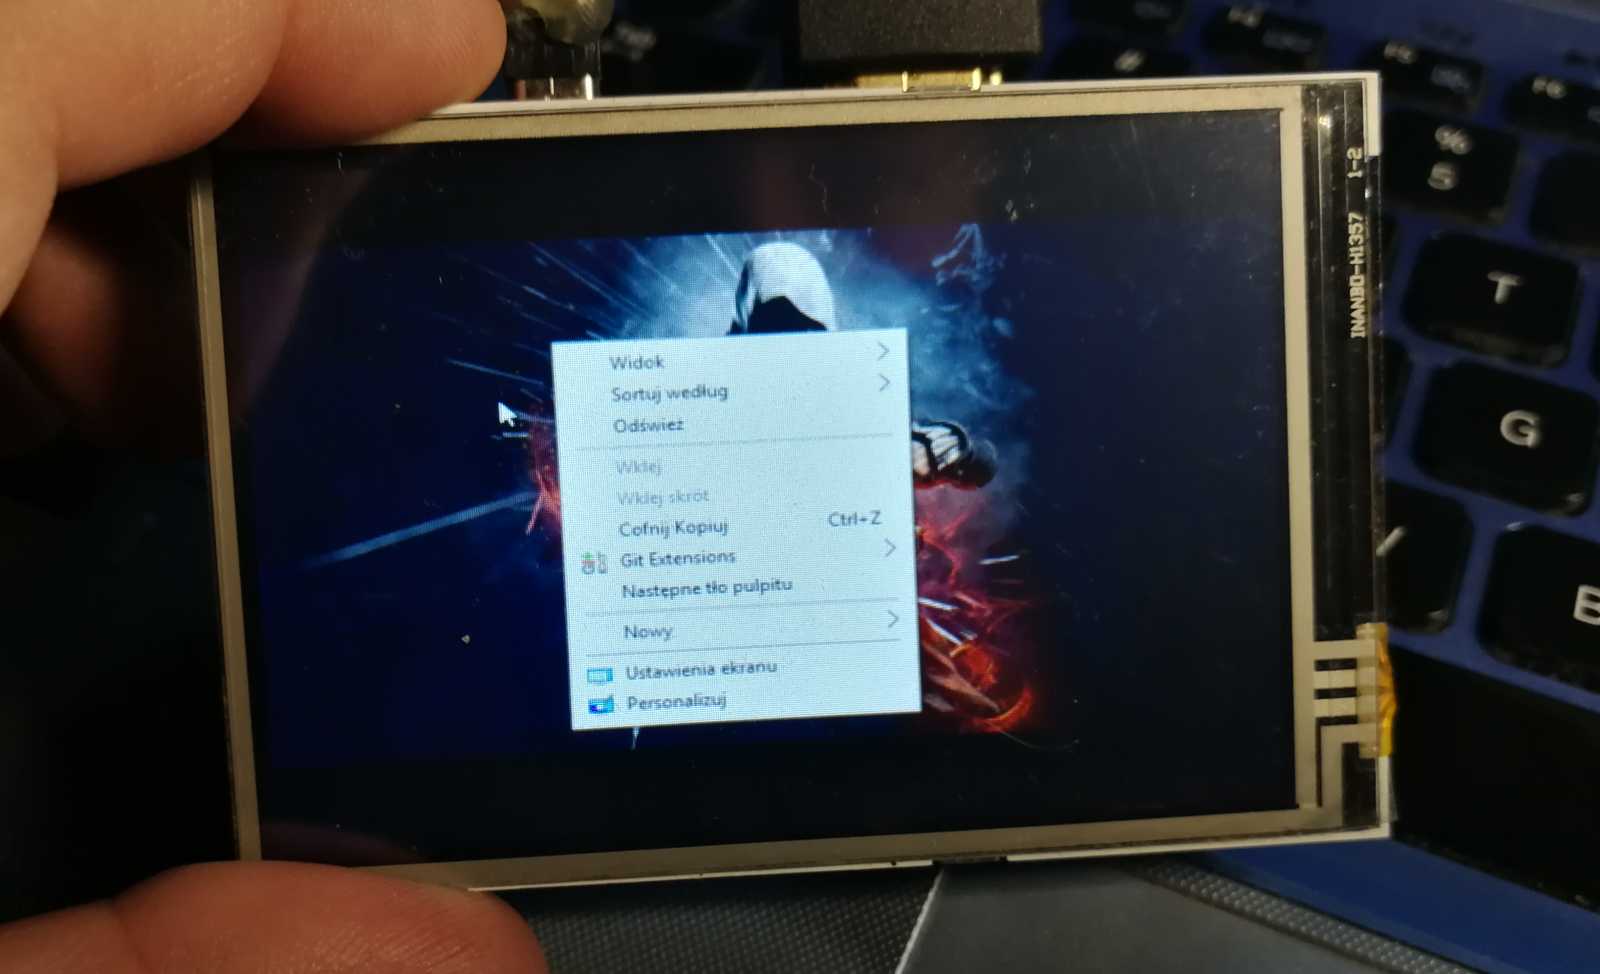 Widok
Sortuj według
Odśwież
Wklej
Wklej skrót
Cofnij Kopiuj Ctrl+Z
Git Extensions
Następne tło pulpitu
Nowy
Ustawienia ekranu
Personalizuj
INANBO-H1357 1-2
%
5
T
G
B